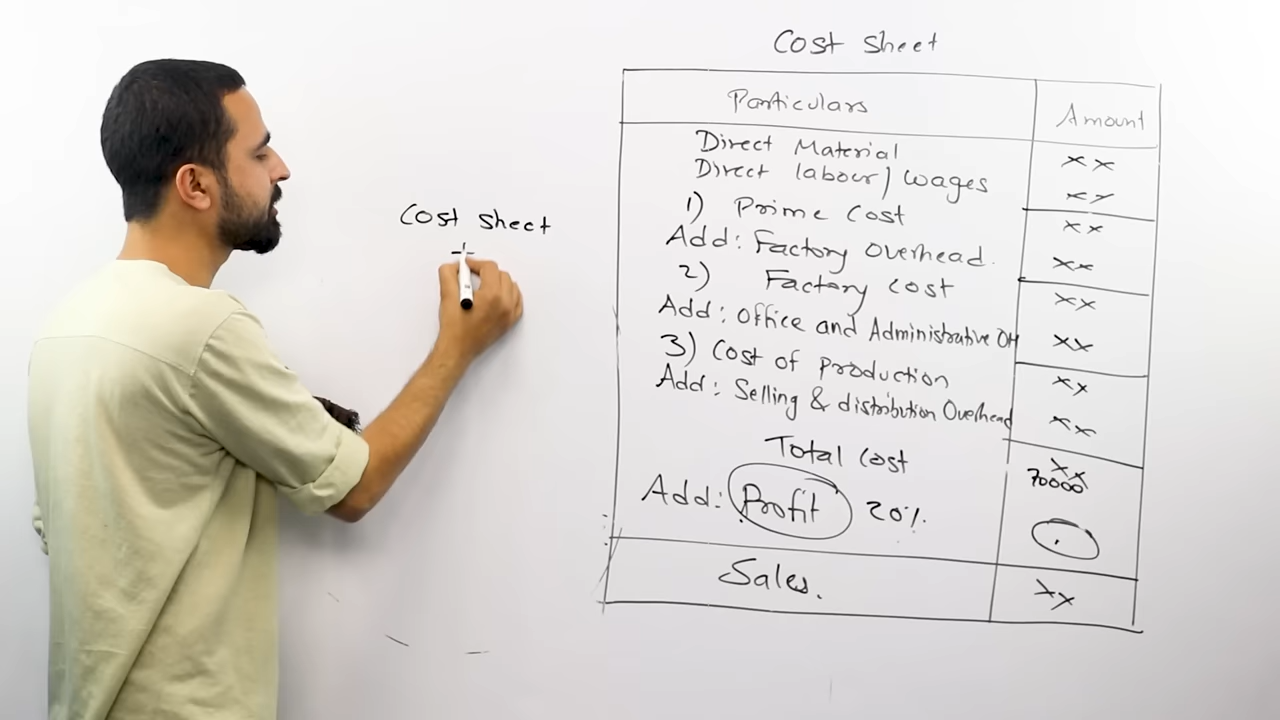 Cost sheet
Cost sheet
Particulars Amount
Direct Material xx
Direct labour/wages xx
1) Prime Cost xx
Add: Factory overhead. xx
2) Factory cost xx
Add: office and Administrative OH xx
3) Cost of production xx
Add: Selling & distribution Overhead xx
Total cost xx
70000
Add: Profit 20%.
Sales. xx